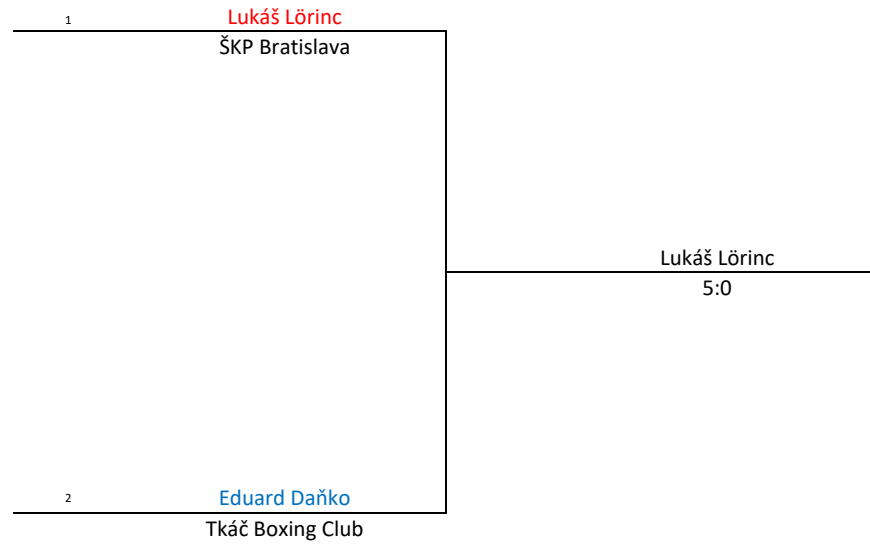 1 Lukáš Lörinc
ŠKP Bratislava
Lukáš Lörinc
5:0
2 Eduard Daňko
Tkáč Boxing Club